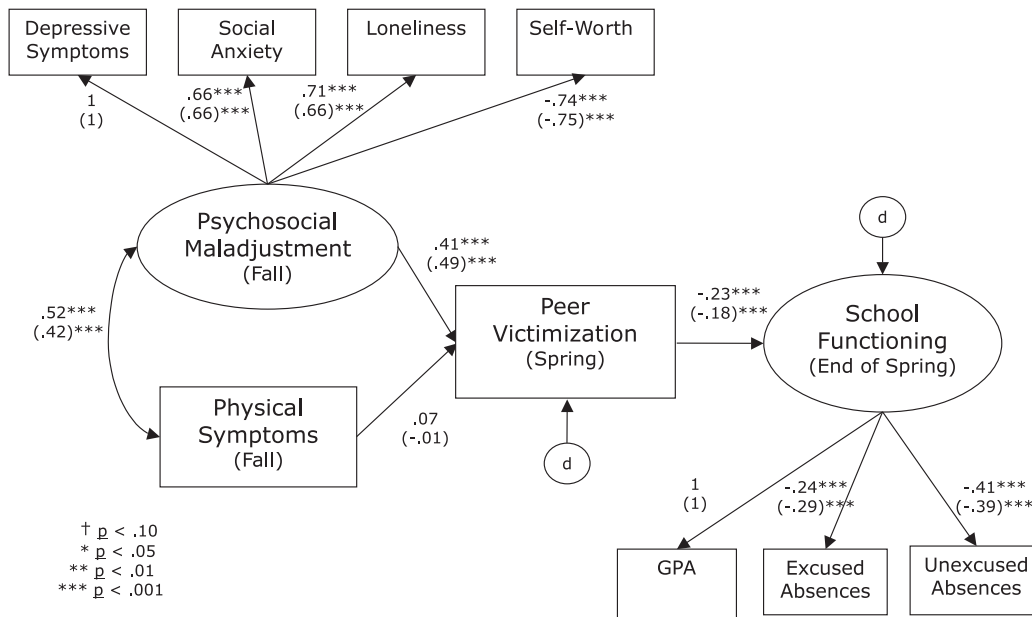 Depressive
Symptoms
Social
Anxiety
Loneliness
Self-Worth
1
(1)
.66***
(.66)***
.71***
(.66)***
-.74***
(-.75)***
Psychosocial
Maladjustment
(Fall)
.41***
(.49)***
.52***
(.42)***
Physical
Symptoms
(Fall)
.07
(-.01)
Peer
Victimization
(Spring)
d
-.23***
(-.18)***
d
School
Functioning
(End of Spring)
1
(1)
-.24***
(-.29)***
-.41***
(-.39)***
GPA
Excused
Absences
Unexcused
Absences
† p < .10
* p < .05
** p < .01
*** p < .001